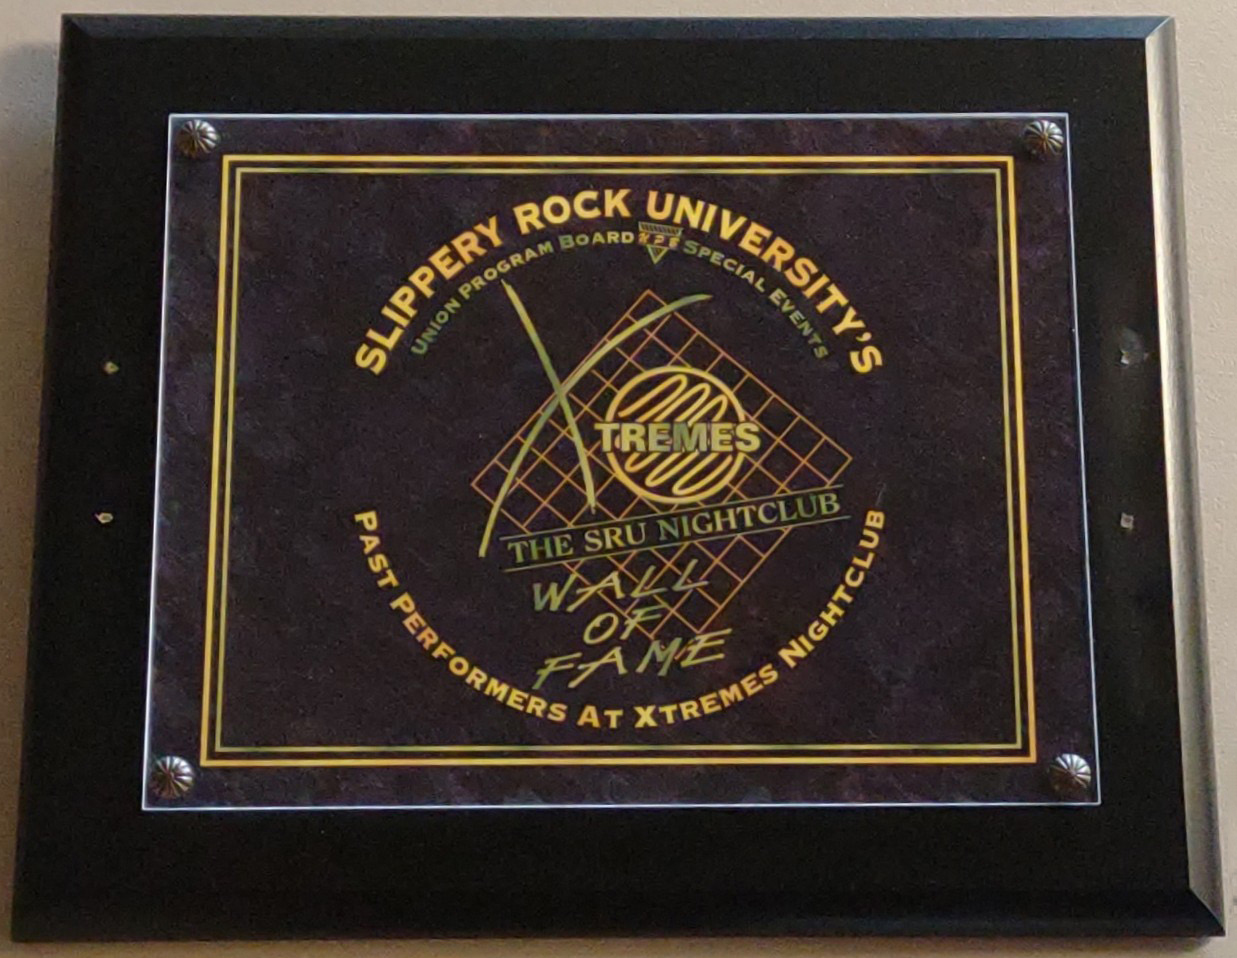 SLIPPERY ROCK UNIVERSITY'S
UNION PROGRAM BOARD SPECIAL EVENTS
XTREMES
THE SRU NIGHTCLUB
WALL
OF
FAME
PAST PERFORMERS AT XTREMES NIGHTCLUB